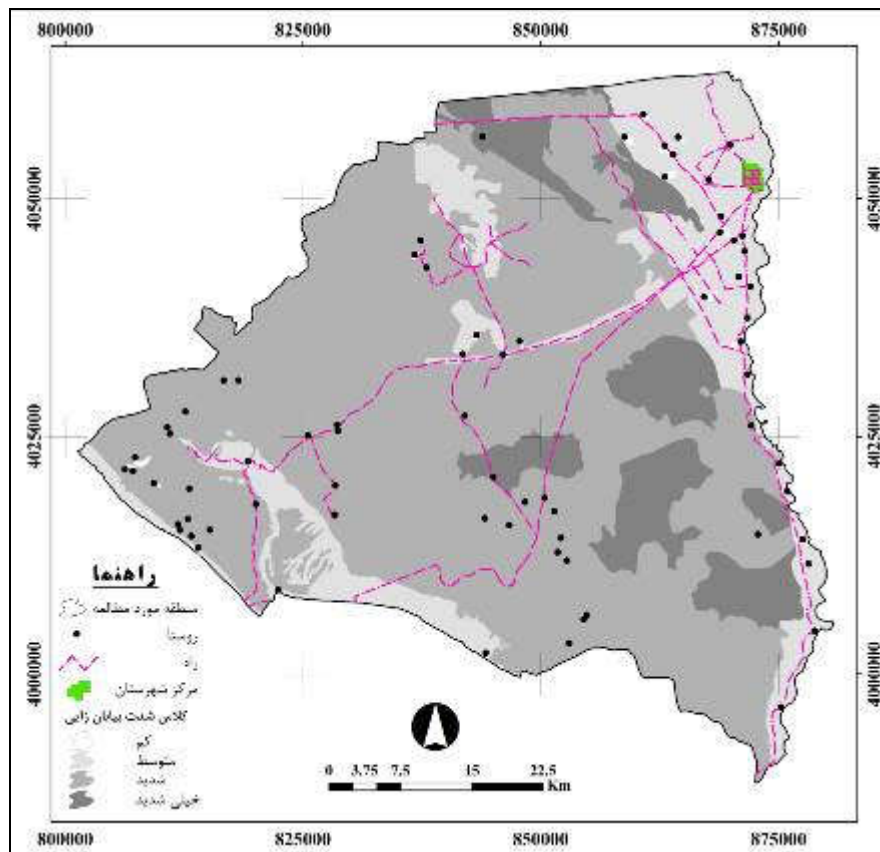 800000 825000 850000 875000
4050000 4050000
4025000 4025000
4000000 4000000
راهنما
منطقه مورد مطالعه
روستا
راه
مرکز شهرستان
کلاس شدت بیابان زایی
کم
متوسط
شدید
خیلی شدید
0 3.75 7.5 15 22.5
Km
800000 825000 850000 875000